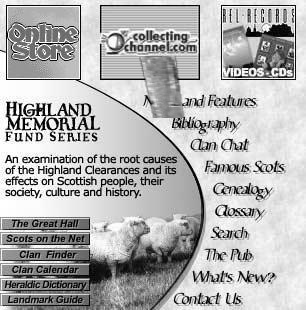 Online
Store
collecting
channel.com
REL-RECORDS
VIDEOS-CDs
and Features
Bibliography
Clan Chat
Famous Scots
Genealogy
Glossary
Search
The Pub
What's New?
Contact Us
HIGHLAND
MEMORIAL
FUND SERIES
An examination of the root causes
of the Highland Clearances and its
effects on Scottish people, their
society, culture and history.
The Great Hall
Scots on the Net
Clan Finder
Clan Calendar
Heraldic Dictionary
Landmark Guide